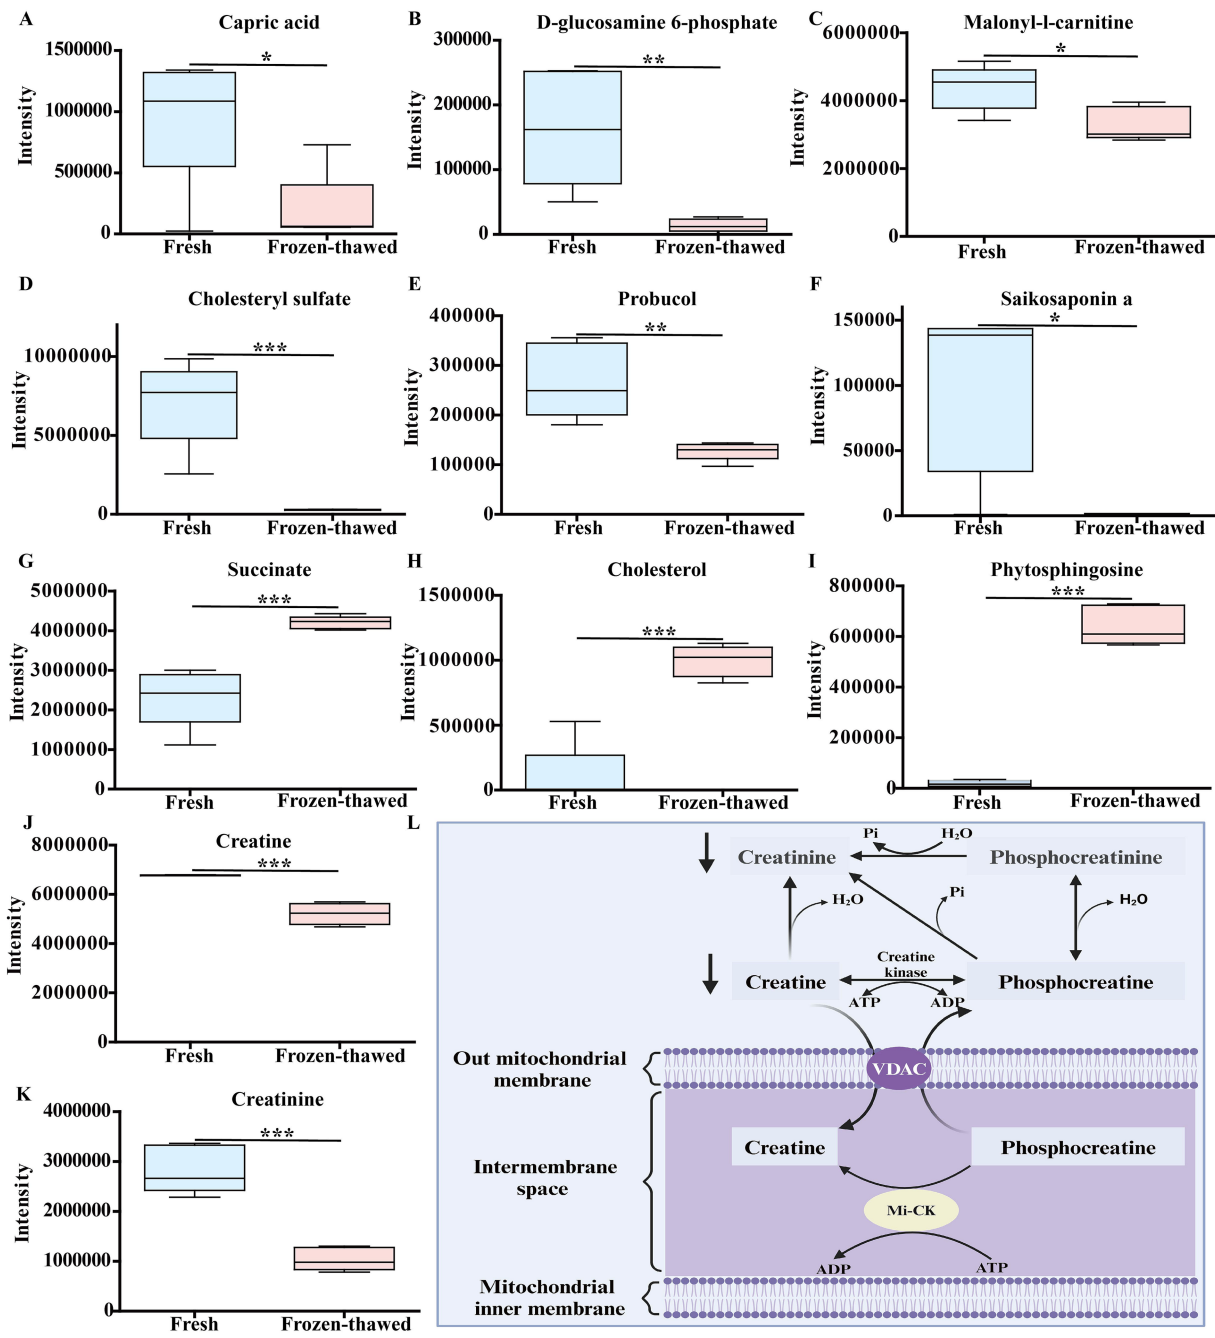 A
Capric acid
*
1500000
1000000
500000
0
Intensity
Fresh
Frozen-thawed
B
D-glucosamine 6-phosphate
**
300000
200000
100000
0
Intensity
Fresh
Frozen-thawed
C
Malonyl-l-carnitine
*
6000000
4000000
2000000
0
Intensity
Fresh
Frozen-thawed
D
Cholesteryl sulfate
***
10000000
5000000
0
Intensity
Fresh
Frozen-thawed
E
Probucol
**
400000
300000
200000
100000
0
Intensity
Fresh
Frozen-thawed
F
Saikosaponin a
*
150000
100000
50000
0
Intensity
Fresh
Frozen-thawed
G
Succinate
***
5000000
4000000
3000000
2000000
1000000
0
Intensity
Fresh
Frozen-thawed
H
Cholesterol
***
1500000
1000000
500000
0
Intensity
Fresh
Frozen-thawed
I
Phytosphingosine
***
800000
600000
400000
200000
0
Intensity
Fresh
Frozen-thawed
J
Creatine
***
8000000
6000000
4000000
2000000
0
Intensity
Fresh
Frozen-thawed
K
Creatinine
***
4000000
3000000
2000000
1000000
0
Intensity
Fresh
Frozen-thawed
L
Pi
H₂O
Creatinine
Phosphocreatinine
H₂O
Pi
H₂O
Creatine
kinase
Creatine
Phosphocreatine
ATP
ADP
Out mitochondrial
membrane
VDAC
Creatine
Phosphocreatine
Intermembrane
space
Mi-CK
ADP
ATP
Mitochondrial
inner membrane